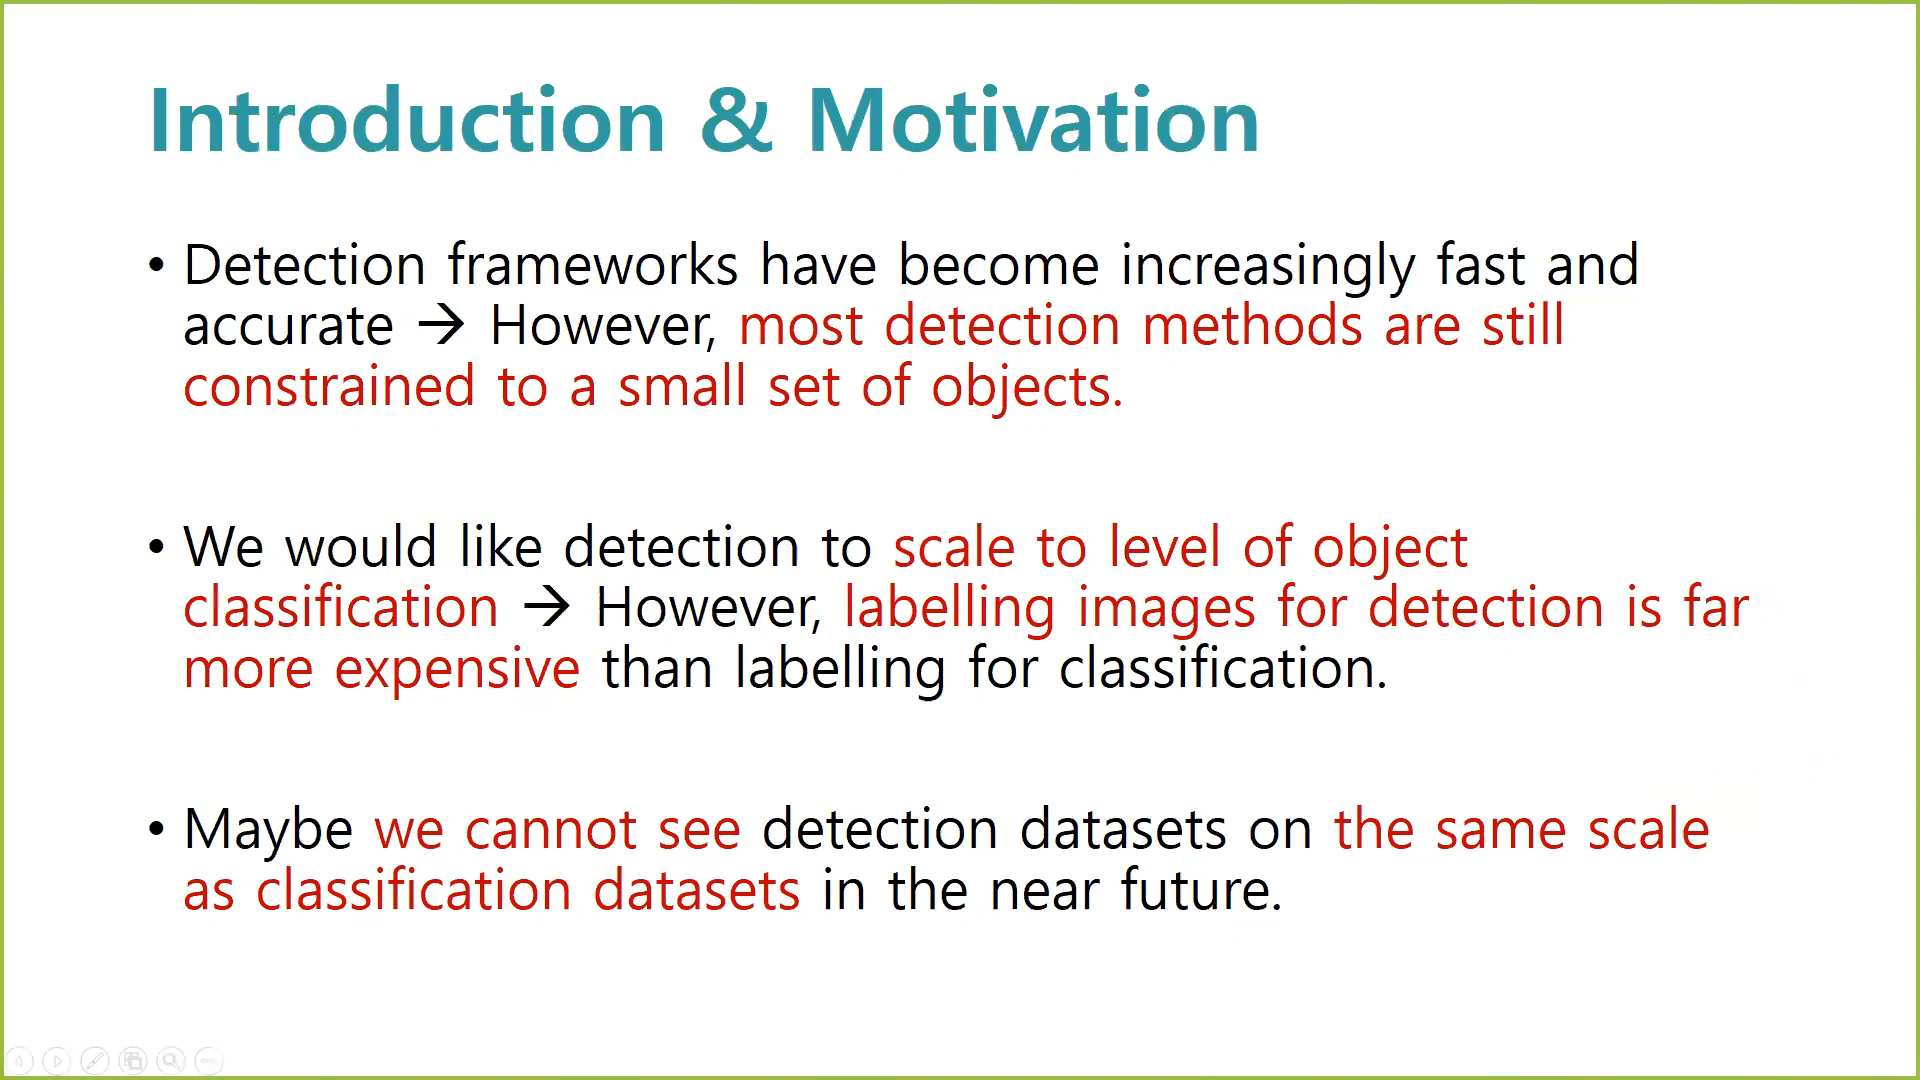 Introduction & Motivation
• Detection frameworks have become increasingly fast and
accurate → However, most detection methods are still
constrained to a small set of objects.
• We would like detection to scale to level of object
classification → However, labelling images for detection is far
more expensive than labelling for classification.
• Maybe we cannot see detection datasets on the same scale
as classification datasets in the near future.